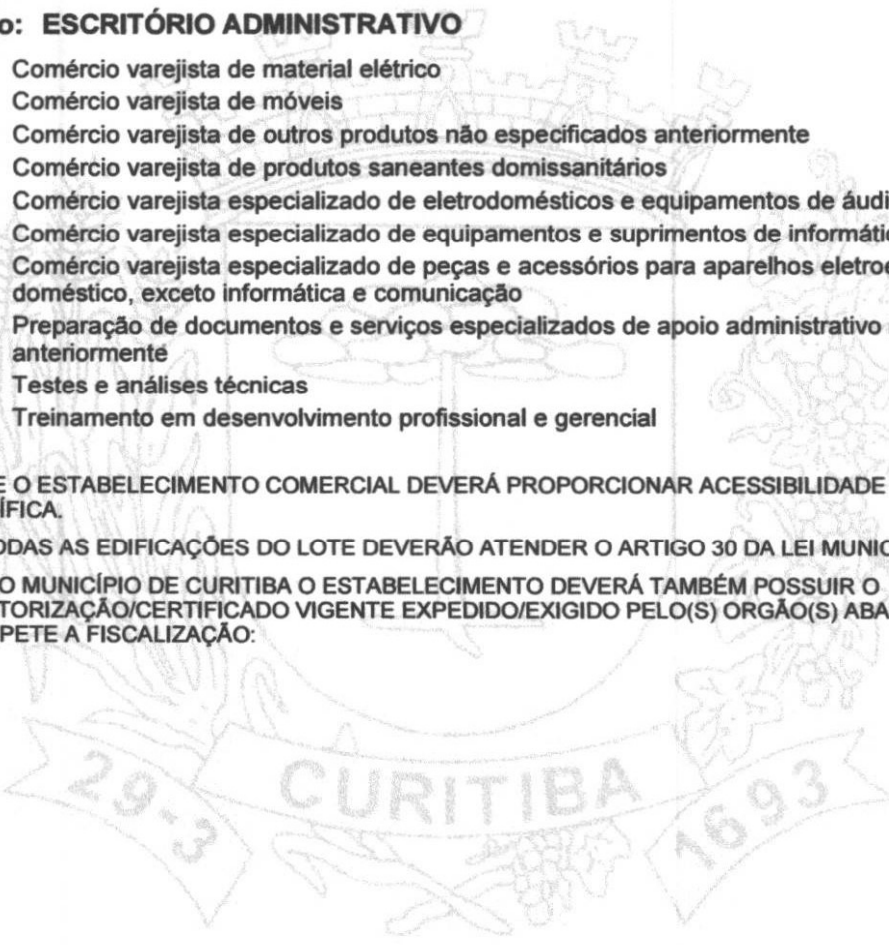 o: ESCRITÓRIO ADMINISTRATIVO
Comércio varejista de material elétrico
Comércio varejista de móveis
Comércio varejista de outros produtos não especificados anteriormente
Comércio varejista de produtos saneantes domissanitários
Comércio varejista especializado de eletrodomésticos e equipamentos de áudi
Comércio varejista especializado de equipamentos e suprimentos de informátic
Comércio varejista especializado de peças e acessórios para aparelhos eletroe
doméstico, exceto informática e comunicação
Preparação de documentos e serviços especializados de apoio administrativo
anteriormente
Testes e análises técnicas
Treinamento em desenvolvimento profissional e gerencial
E O ESTABELECIMENTO COMERCIAL DEVERÁ PROPORCIONAR ACESSIBILIDADE
ÍFICA.
ODAS AS EDIFICAÇÕES DO LOTE DEVERÃO ATENDER O ARTIGO 30 DA LEI MUNIC
O MUNICÍPIO DE CURITIBA O ESTABELECIMENTO DEVERÁ TAMBÉM POSSUIR O
TORIZAÇÃO/CERTIFICADO VIGENTE EXPEDIDO/EXIGIDO PELO(S) ORGÃO(S) ABA
PETE A FISCALIZAÇÃO:
29-3 CURITIBA 1693